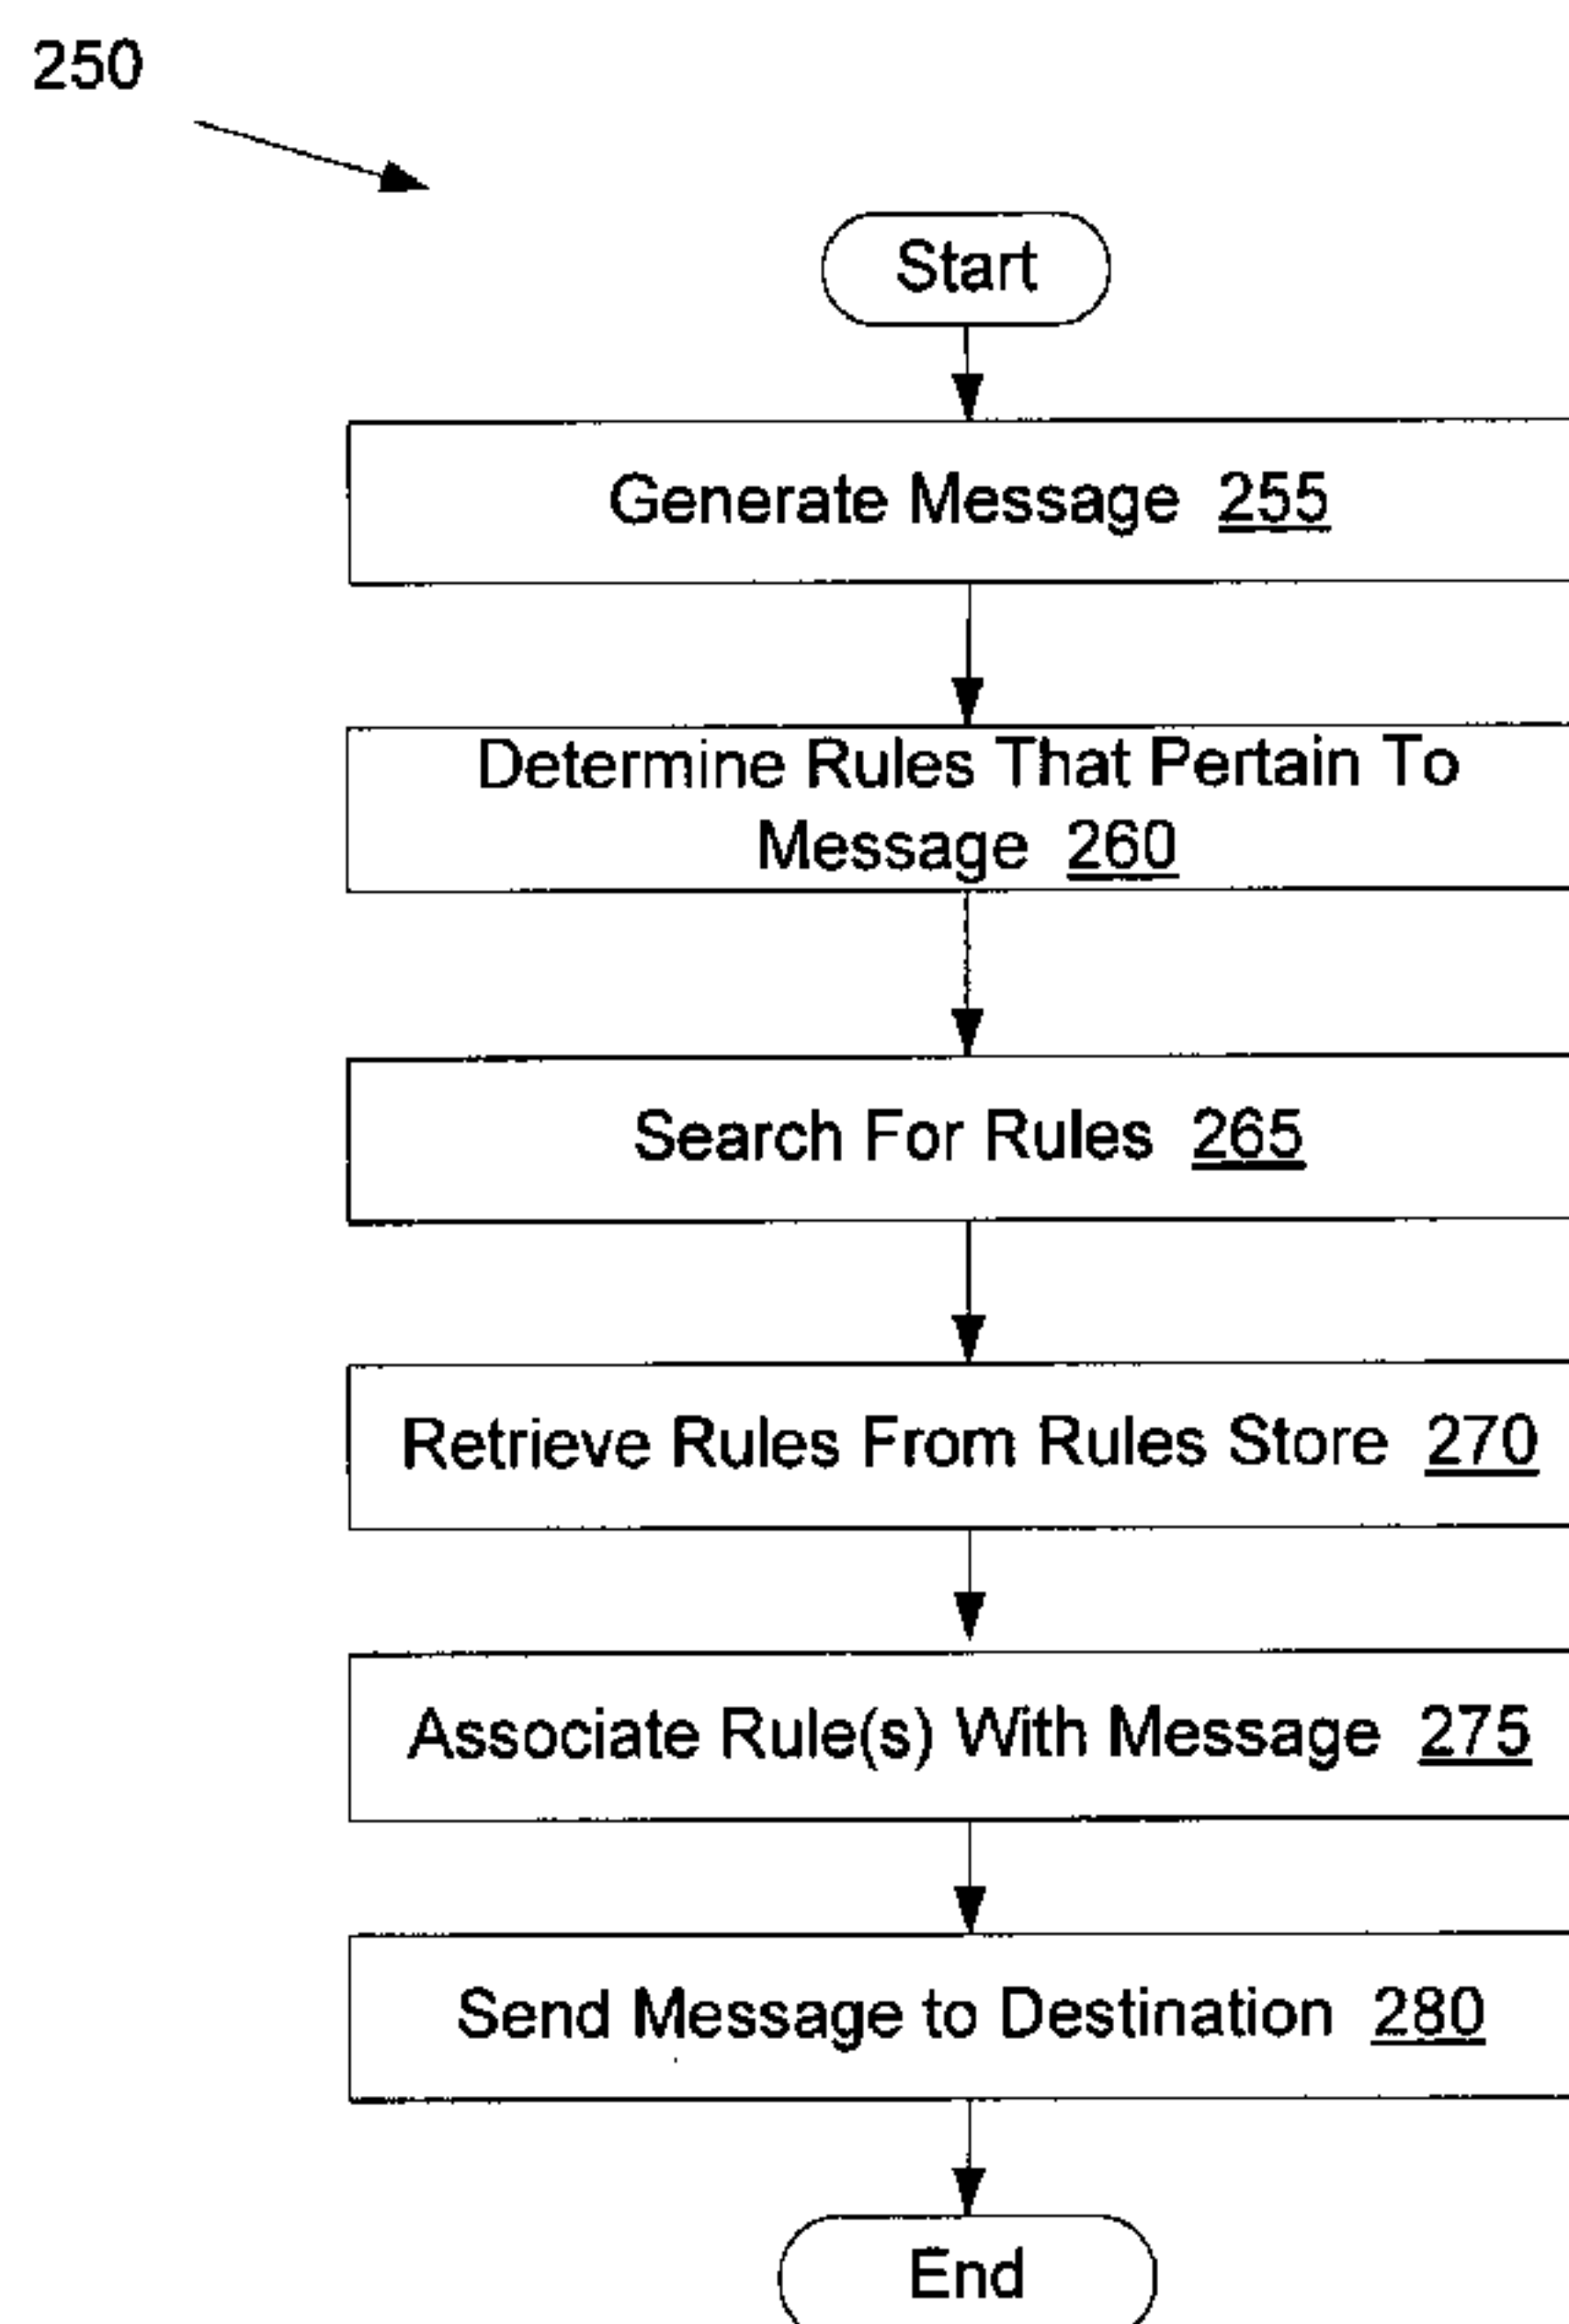 250
Start
Generate Message 255
Determine Rules That Pertain To
Message 260
Search For Rules 265
Retrieve Rules From Rules Store 270
Associate Rule(s) With Message 275
Send Message to Destination 280
End